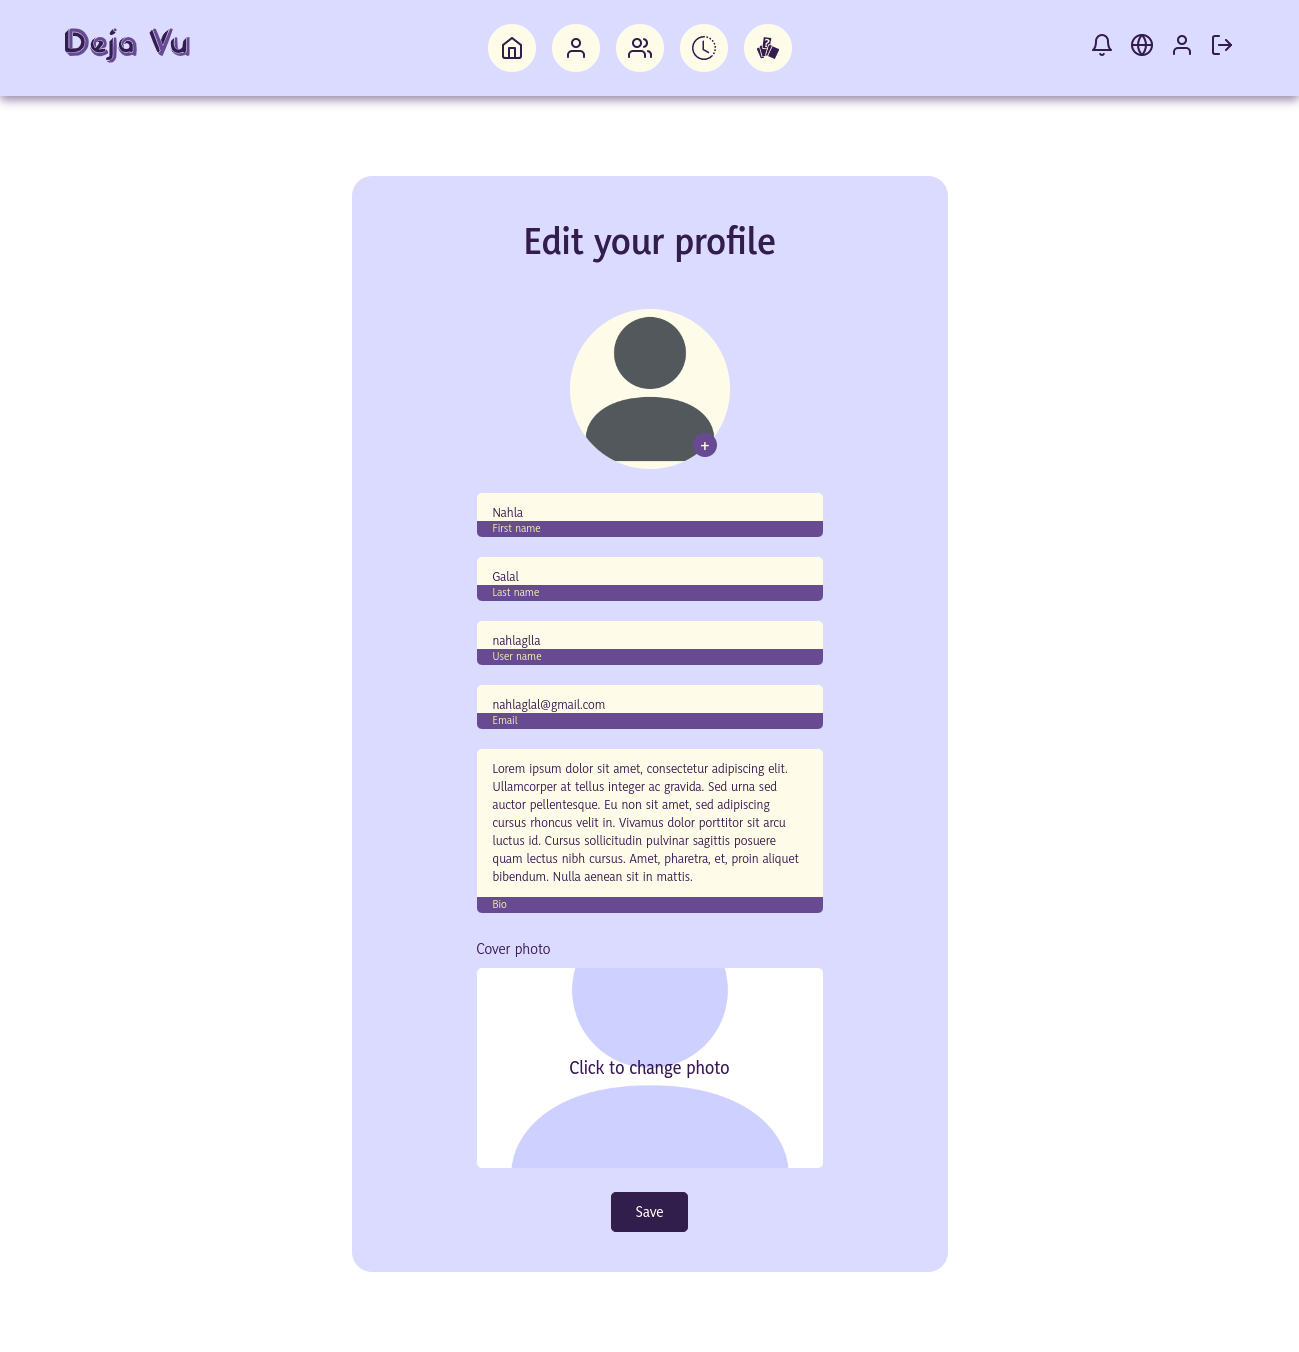 Deja Vu
Edit your profile
+
Nahla
First name
Galal
Last name
nahlaglla
User name
nahlaglal@gmail.com
Email
Lorem ipsum dolor sit amet, consectetur adipiscing elit.
Ullamcorper at tellus integer ac gravida. Sed urna sed
auctor pellentesque. Eu non sit amet, sed adipiscing
cursus rhoncus velit in. Vivamus dolor porttitor sit arcu
luctus id. Cursus sollicitudin pulvinar sagittis posuere
quam lectus nibh cursus. Amet, pharetra, et, proin aliquet
bibendum. Nulla aenean sit in mattis.
Bio
Cover photo
Click to change photo
Save